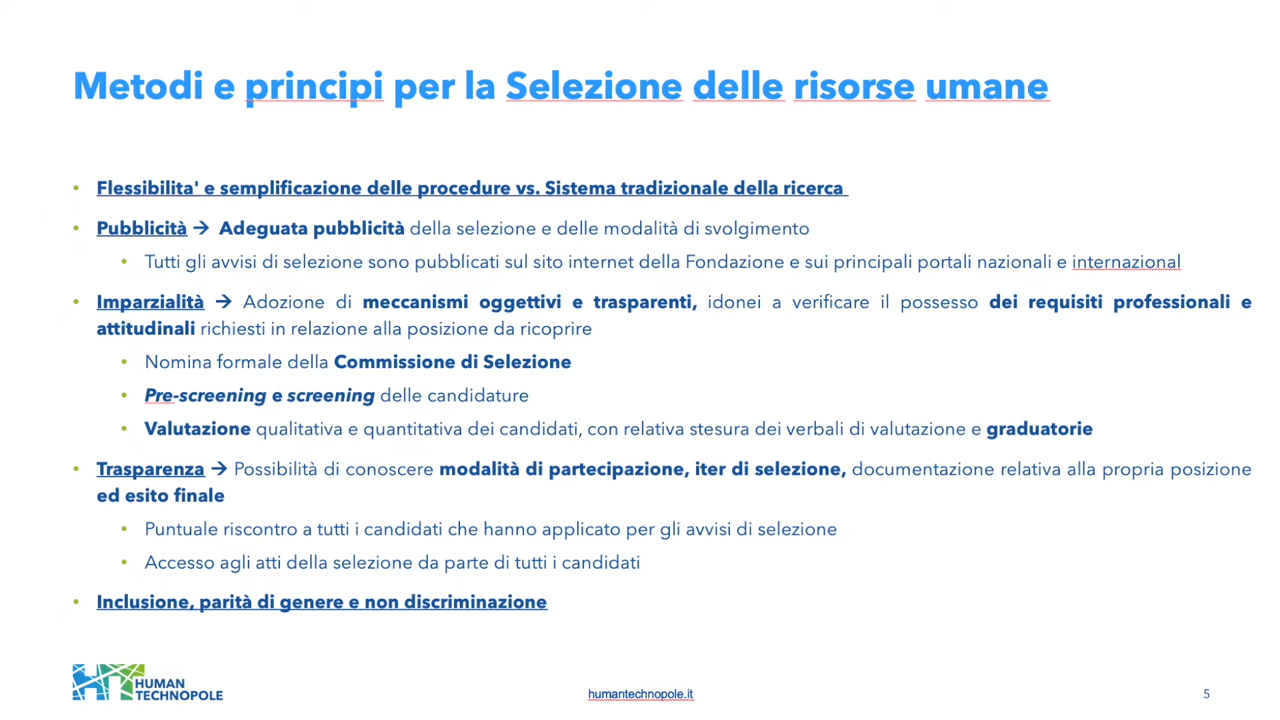 Metodi e principi per la Selezione delle risorse umane
• Flessibilita' e semplificazione delle procedure vs. Sistema tradizionale della ricerca
• Pubblicità → Adeguata pubblicità della selezione e delle modalità di svolgimento
• Tutti gli avvisi di selezione sono pubblicati sul sito internet della Fondazione e sui principali portali nazionali e internazional
• Imparzialità → Adozione di meccanismi oggettivi e trasparenti, idonei a verificare il possesso dei requisiti professionali e
attitudinali richiesti in relazione alla posizione da ricoprire
• Nomina formale della Commissione di Selezione
• Pre-screening e screening delle candidature
• Valutazione qualitativa e quantitativa dei candidati, con relativa stesura dei verbali di valutazione e graduatorie
• Trasparenza → Possibilità di conoscere modalità di partecipazione, iter di selezione, documentazione relativa alla propria posizione
ed esito finale
• Puntuale riscontro a tutti i candidati che hanno applicato per gli avvisi di selezione
• Accesso agli atti della selezione da parte di tutti i candidati
• Inclusione, parità di genere e non discriminazione
HUMAN
TECHNOPOLE
humantechnopole.it
5